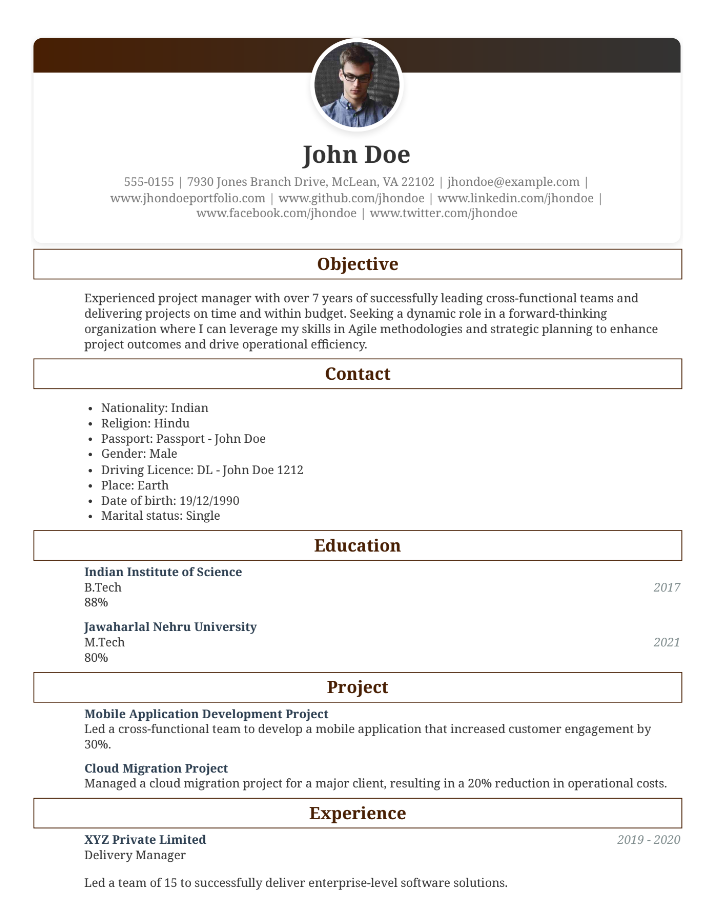 John Doe
555-0155 | 7930 Jones Branch Drive, McLean, VA 22102 | jhondoe@example.com |
www.jhondoeportfolio.com | www.github.com/jhondoe | www.linkedin.com/jhondoe |
www.facebook.com/jhondoe | www.twitter.com/jhondoe
Objective
Experienced project manager with over 7 years of successfully leading cross-functional teams and
delivering projects on time and within budget. Seeking a dynamic role in a forward-thinking
organization where I can leverage my skills in Agile methodologies and strategic planning to enhance
project outcomes and drive operational efficiency.
Contact
• Nationality: Indian
• Religion: Hindu
• Passport: Passport - John Doe
• Gender: Male
• Driving Licence: DL - John Doe 1212
• Place: Earth
• Date of birth: 19/12/1990
• Marital status: Single
Education
Indian Institute of Science
B.Tech 2017
88%
Jawaharlal Nehru University
M.Tech 2021
80%
Project
Mobile Application Development Project
Led a cross-functional team to develop a mobile application that increased customer engagement by
30%.
Cloud Migration Project
Managed a cloud migration project for a major client, resulting in a 20% reduction in operational costs.
Experience
XYZ Private Limited 2019 - 2020
Delivery Manager
Led a team of 15 to successfully deliver enterprise-level software solutions.